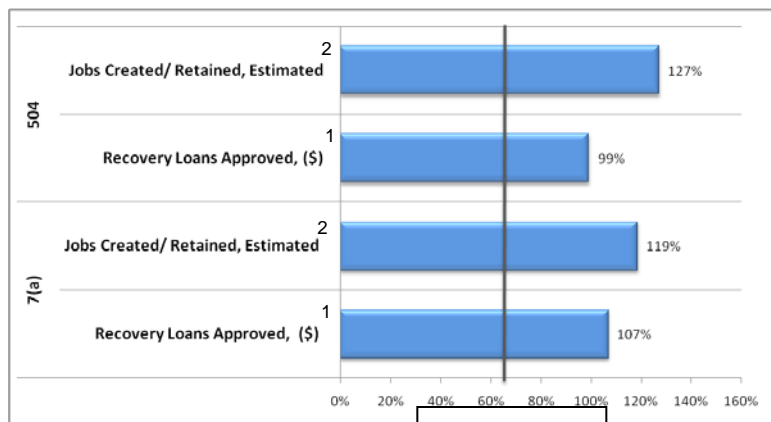 504
2
Jobs Created/ Retained, Estimated
127%
1
Recovery Loans Approved, ($)
99%
7(a)
2
Jobs Created/ Retained, Estimated
119%
1
Recovery Loans Approved, ($)
107%
0% 20% 40% 60% 80% 100% 120% 140% 160%